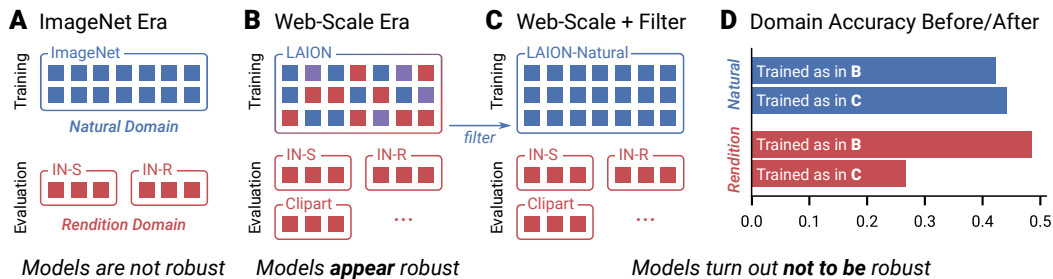 A ImageNet Era
Training
ImageNet
Natural Domain
Evaluation
IN-S
IN-R
Rendition Domain
Models are not robust
B Web-Scale Era
Training
LAION
filter
Evaluation
IN-S
IN-R
Clipart
...
Models appear robust
C Web-Scale + Filter
Training
LAION-Natural
Evaluation
IN-S
IN-R
Clipart
...
D Domain Accuracy Before/After
Natural
Trained as in B
Trained as in C
Rendition
Trained as in B
Trained as in C
0.0 0.1 0.2 0.3 0.4 0.5
Models turn out not to be robust